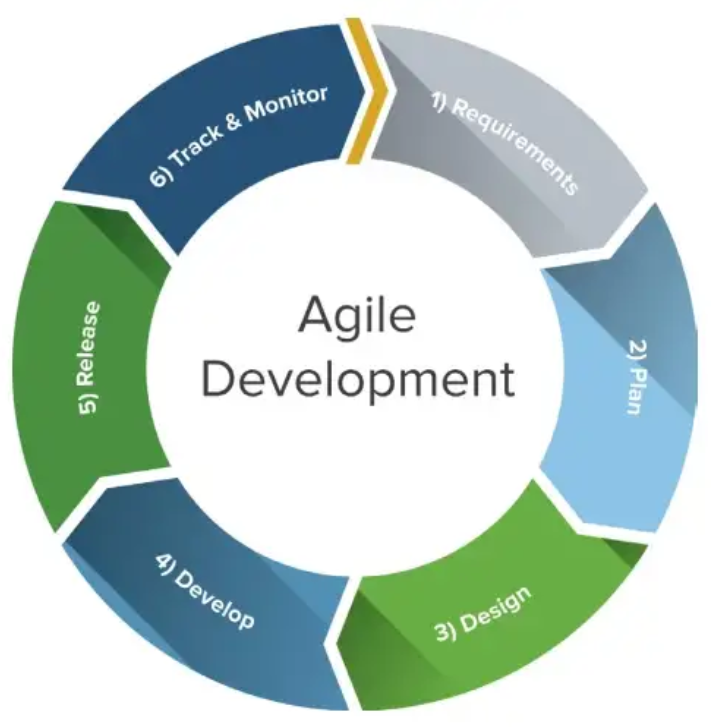 Agile
Development
1) Requirements
2) Plan
3) Design
4) Develop
5) Release
6) Track & Monitor